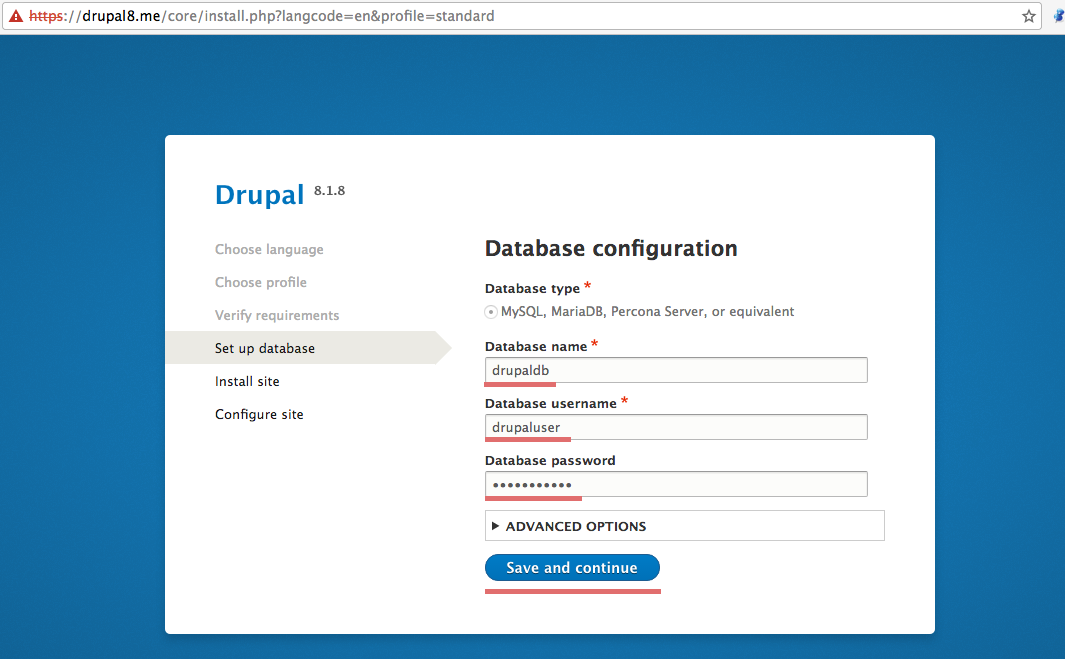 https://drupal8.me/core/install.php?langcode=en&profile=standard
Drupal 8.1.8
Choose language
Choose profile
Verify requirements
Set up database
Install site
Configure site
Database configuration
Database type *
MySQL, MariaDB, Percona Server, or equivalent
Database name *
drupaldb
Database username *
drupaluser
Database password
•••••••••••
ADVANCED OPTIONS
Save and continue